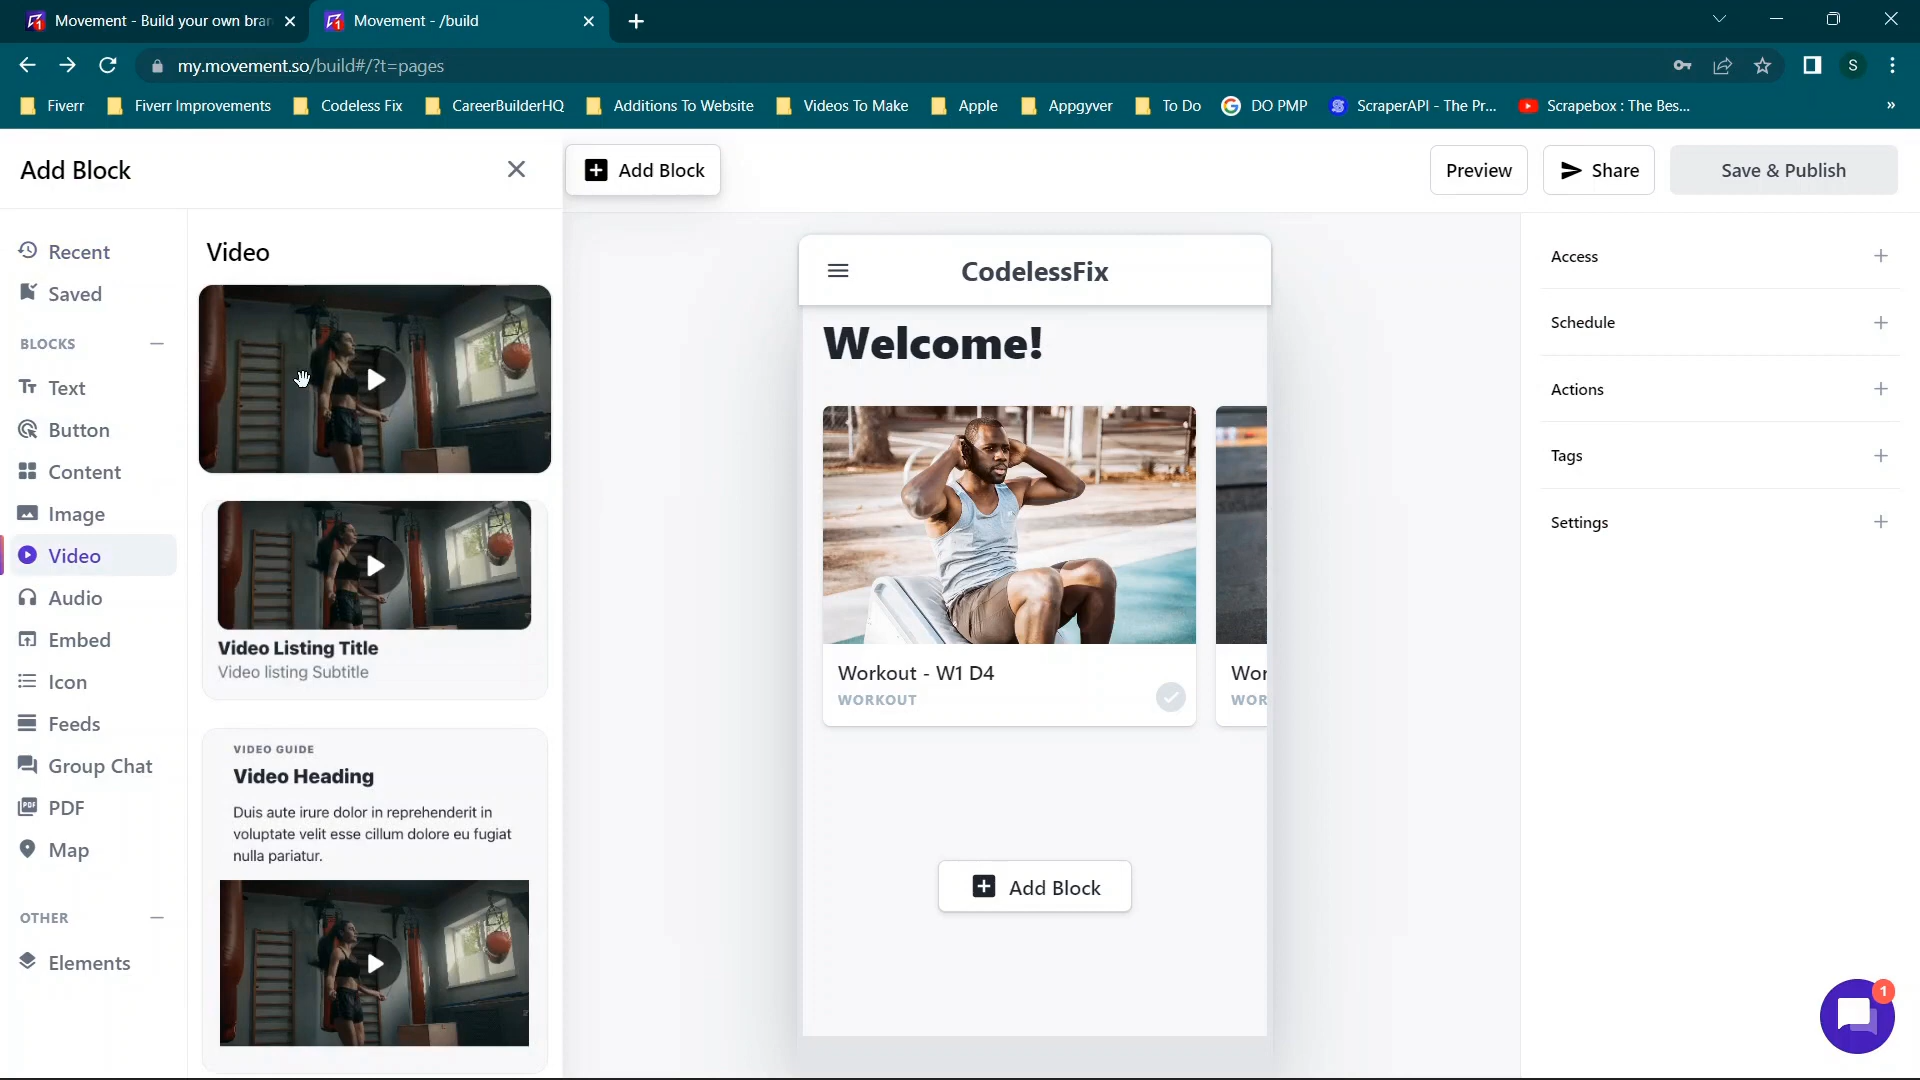 Movement - Build your own bran
Movement - /build
my.movement.so/build#/?t=pages
S
Fiverr
Fiverr Improvements
Codeless Fix
CareerBuilderHQ
Additions To Website
Videos To Make
Apple
Appgyver
To Do
DO PMP
ScraperAPI - The Pr...
Scrapebox : The Bes...
»
Add Block
Add Block
Preview
Share
Save & Publish
Recent
Saved
BLOCKS
Text
Button
Content
Image
Video
Audio
Embed
Icon
Feeds
Group Chat
PDF
Map
OTHER
Elements
Video
Video Listing Title
Video listing Subtitle
VIDEO GUIDE
Video Heading
Duis aute irure dolor in reprehenderit in
voluptate velit esse cillum dolore eu fugiat
nulla pariatur.
CodelessFix
Welcome!
Workout - W1 D4
WORKOUT
Wor
WOR
Add Block
Access
Schedule
Actions
Tags
Settings
1